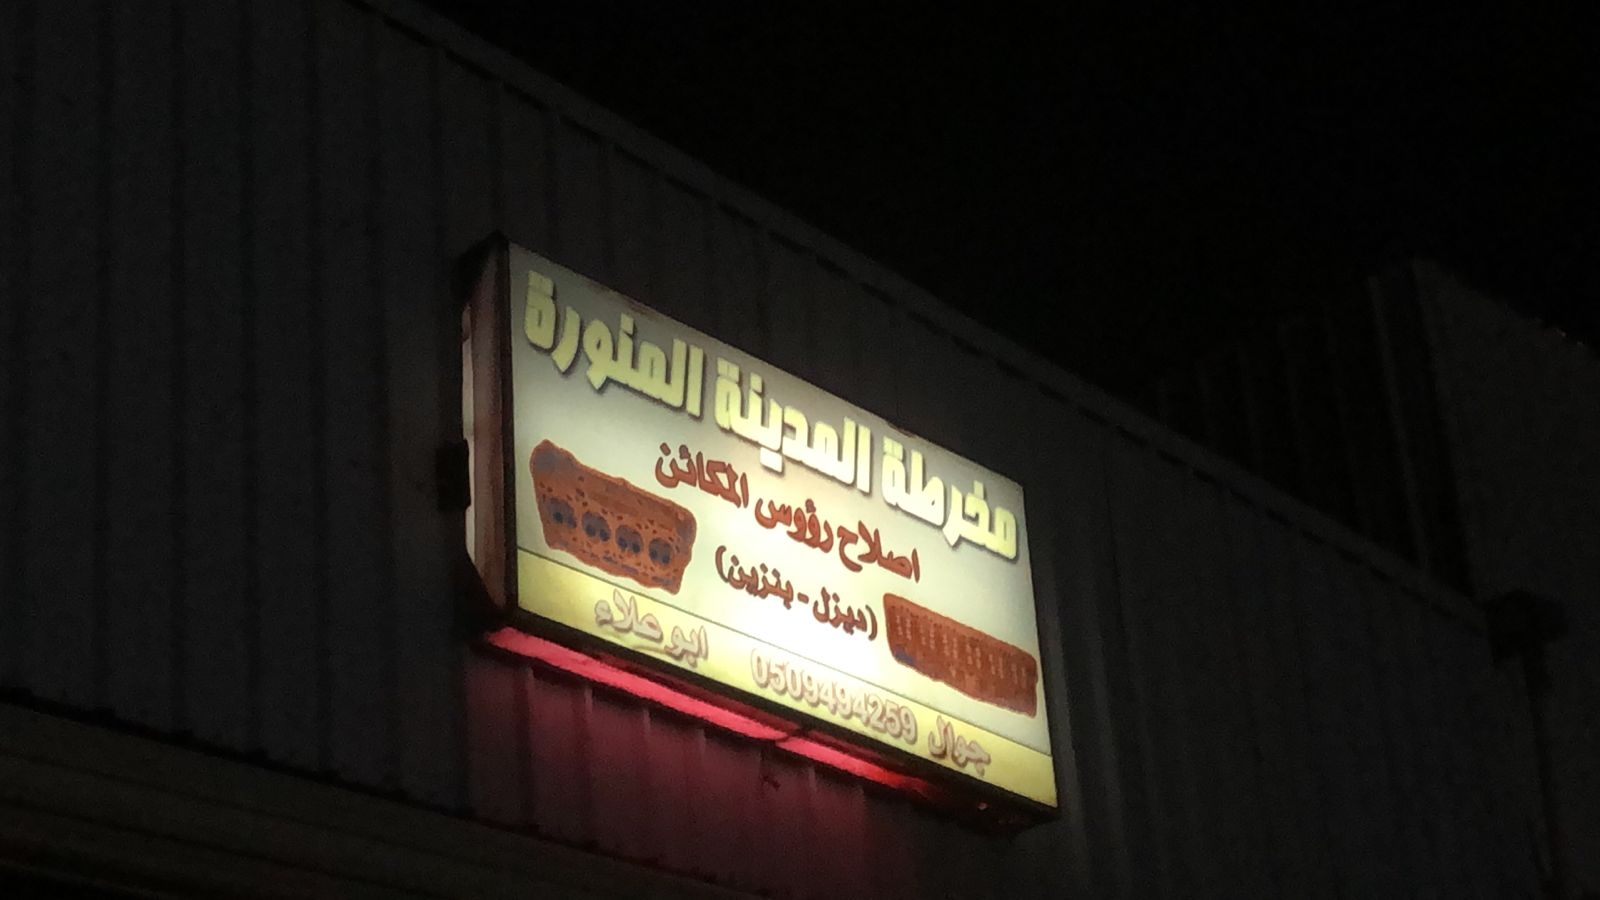 مخرطة المدينة المنورة
اصلاح رؤوس المكائن
(ديزل - بنزين)
جوال 0509494259 ابو علاء